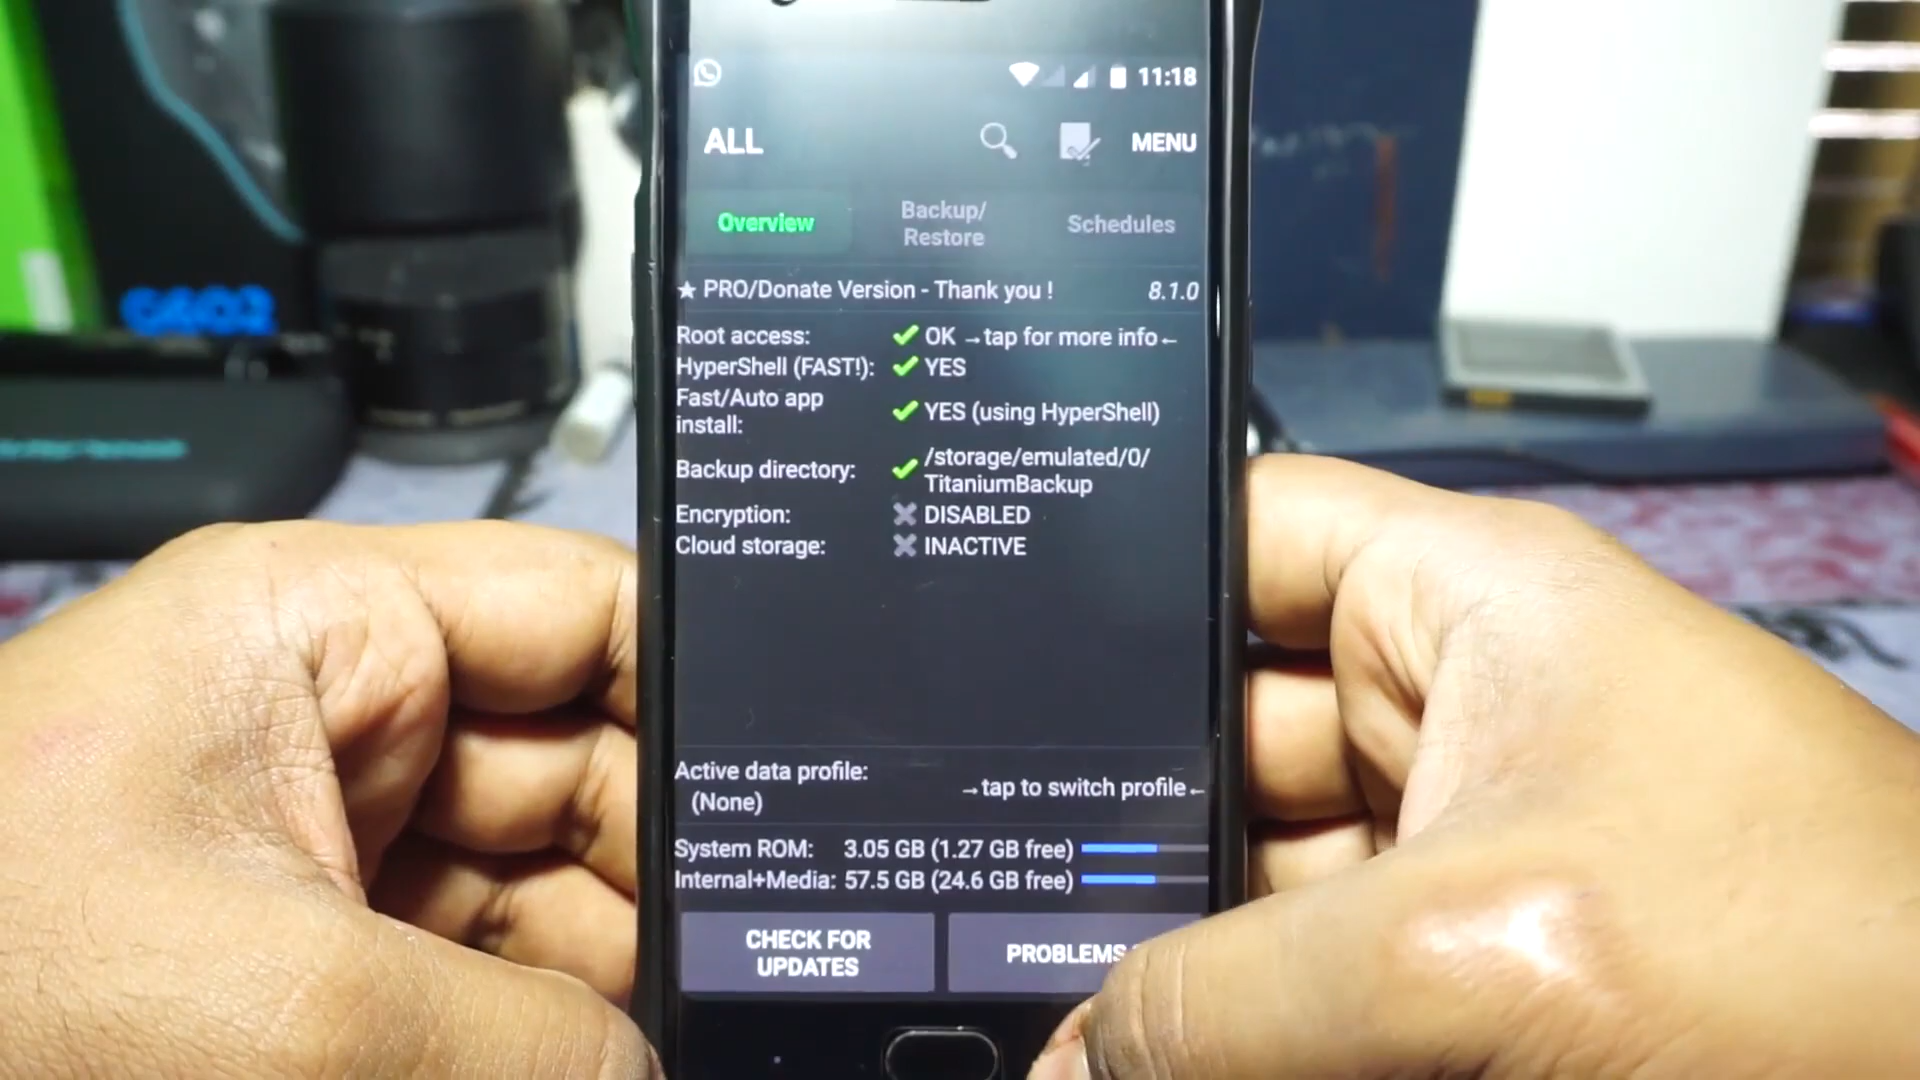 11:18
ALL
MENU
Overview
Backup/
Restore
Schedules
★ PRO/Donate Version - Thank you !
8.1.0
Root access:
OK →tap for more info←
HyperShell (FAST!):
YES
Fast/Auto app
install:
YES (using HyperShell)
Backup directory:
/storage/emulated/0/
TitaniumBackup
Encryption:
DISABLED
Cloud storage:
INACTIVE
Active data profile:
(None)
→tap to switch profile←
System ROM:
3.05 GB (1.27 GB free)
Internal+Media:
57.5 GB (24.6 GB free)
CHECK FOR
UPDATES
PROBLEMS
G602